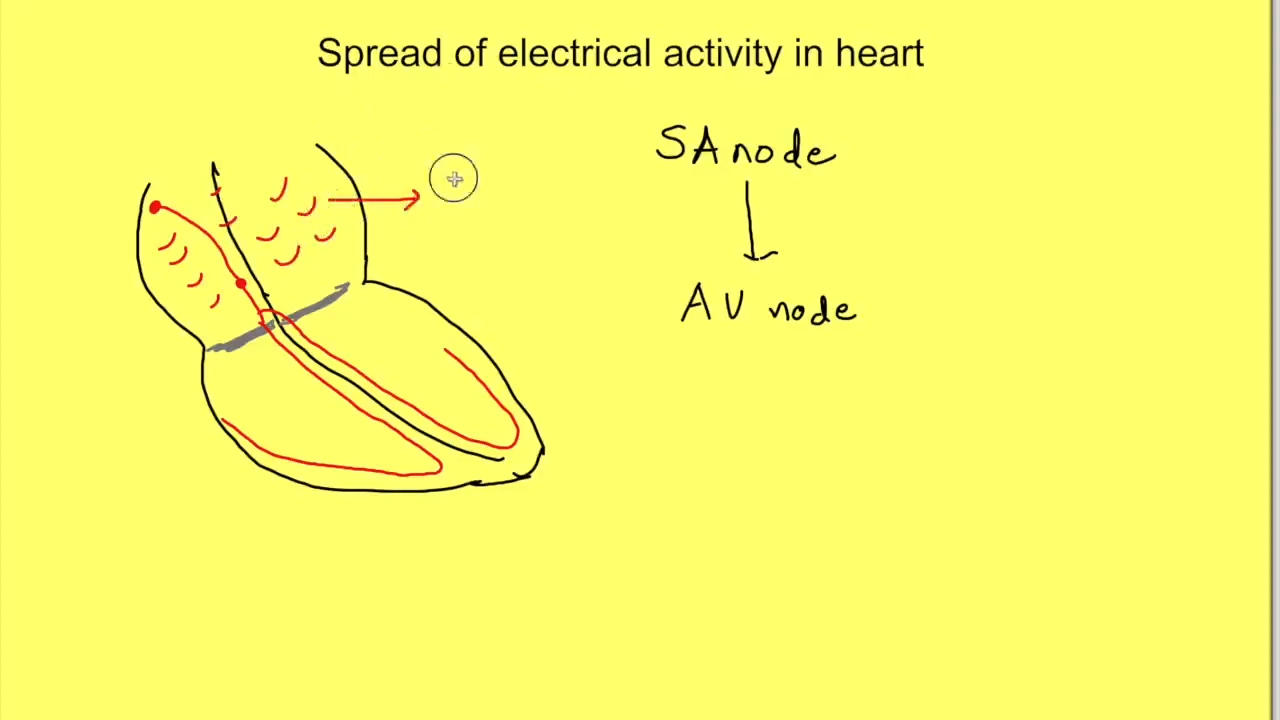 Spread of electrical activity in heart
SA node
AV node